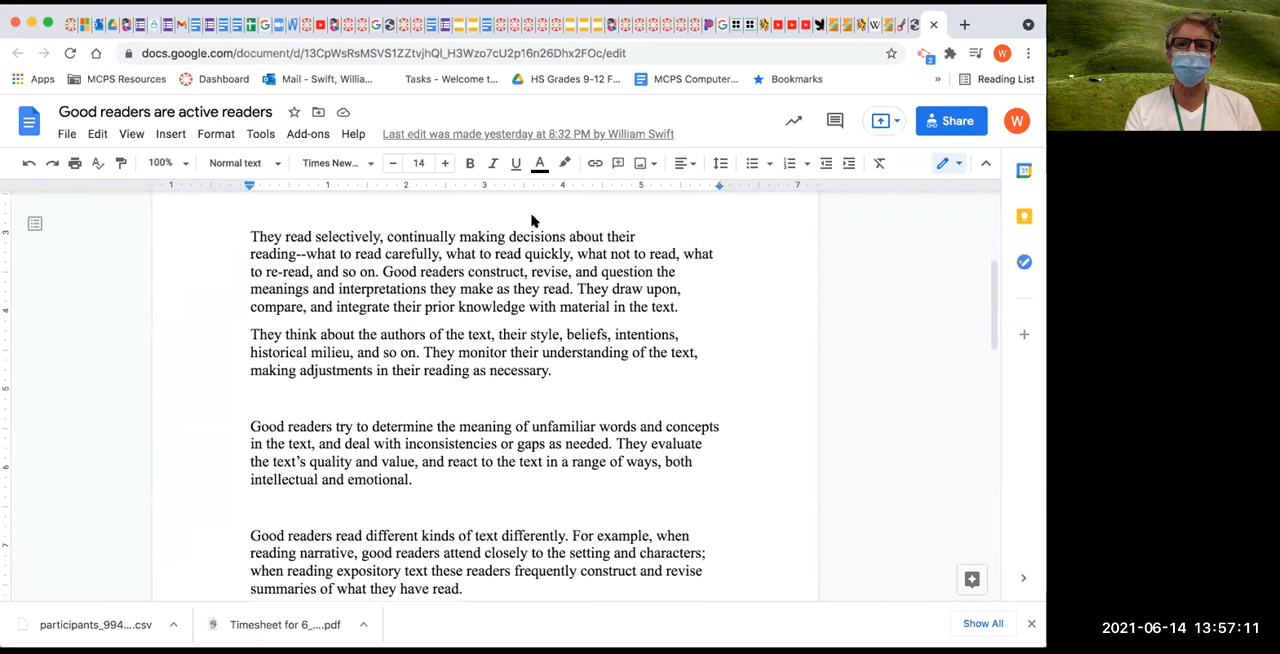 docs.google.com/document/d/13CpWsRsMSVS1ZZtvjhQl_H3Wzo7cU2p16n26Dhx2FOc/edit
W
Apps
MCPS Resources
Dashboard
Mail - Swift, Willia...
Tasks - Welcome t...
HS Grades 9-12 F...
MCPS Computer...
Bookmarks
»
Reading List
Good readers are active readers
File Edit View Insert Format Tools Add-ons Help
Last edit was made yesterday at 8:32 PM by William Swift
Share
W
100%
Normal text
Times New...
14
B I U A
1 1 2 3 4 5 6 7
They read selectively, continually making decisions about their
reading--what to read carefully, what to read quickly, what not to read, what
to re-read, and so on. Good readers construct, revise, and question the
meanings and interpretations they make as they read. They draw upon,
compare, and integrate their prior knowledge with material in the text.
They think about the authors of the text, their style, beliefs, intentions,
historical milieu, and so on. They monitor their understanding of the text,
making adjustments in their reading as necessary.
Good readers try to determine the meaning of unfamiliar words and concepts
in the text, and deal with inconsistencies or gaps as needed. They evaluate
the text’s quality and value, and react to the text in a range of ways, both
intellectual and emotional.
Good readers read different kinds of text differently. For example, when
reading narrative, good readers attend closely to the setting and characters;
when reading expository text these readers frequently construct and revise
summaries of what they have read.
participants_994....csv
Timesheet for 6_....pdf
Show All
2021-06-14 13:57:11